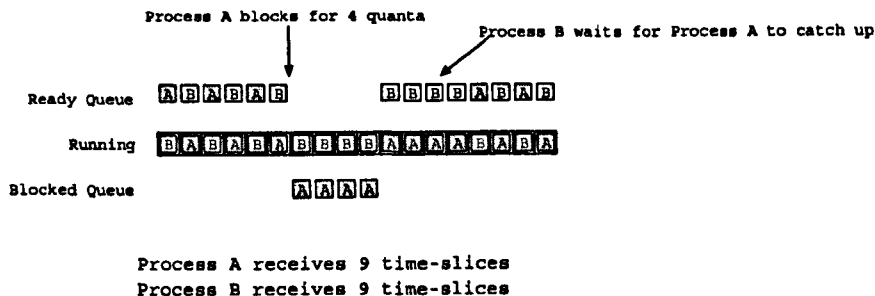 Process A blocks for 4 quanta
Process B waits for Process A to catch up
Ready Queue A B A B A B B B B B A B A B
Running B A B A B A B B B B A A A A B A B A
Blocked Queue A A A A
Process A receives 9 time-slices
Process B receives 9 time-slices